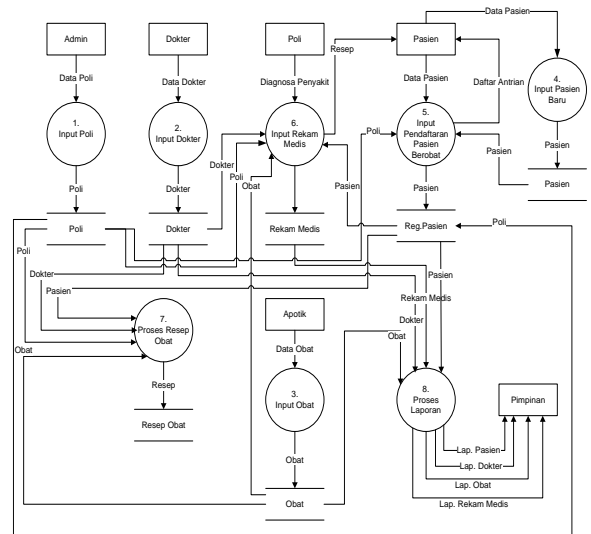 Data Pasien
Admin
Dokter
Poli
Pasien
Resep
Data Poli
Data Dokter
Diagnosa Penyakit
Data Pasien
Daftar Antrian
4.
Input Pasien
Baru
1.
Input Poli
2.
Input Dokter
6.
Input Rekam
Medis
5.
Input
Pendaftaran
Pasien
Berobat
Poli
Dokter
Poli
Obat
Pasien
Pasien
Pasien
Poli
Dokter
Pasien
Pasien
Poli
Dokter
Rekam Medis
Reg.Pasien
Poli
Poli
Dokter
Pasien
Pasien
Rekam Medis
Dokter
Obat
Obat
7.
Proses Resep
Obat
Apotik
Data Obat
Resep
Resep Obat
3.
Input Obat
8.
Proses
Laporan
Pimpinan
Obat
Obat
Lap. Pasien
Lap. Dokter
Lap. Obat
Lap. Rekam Medis